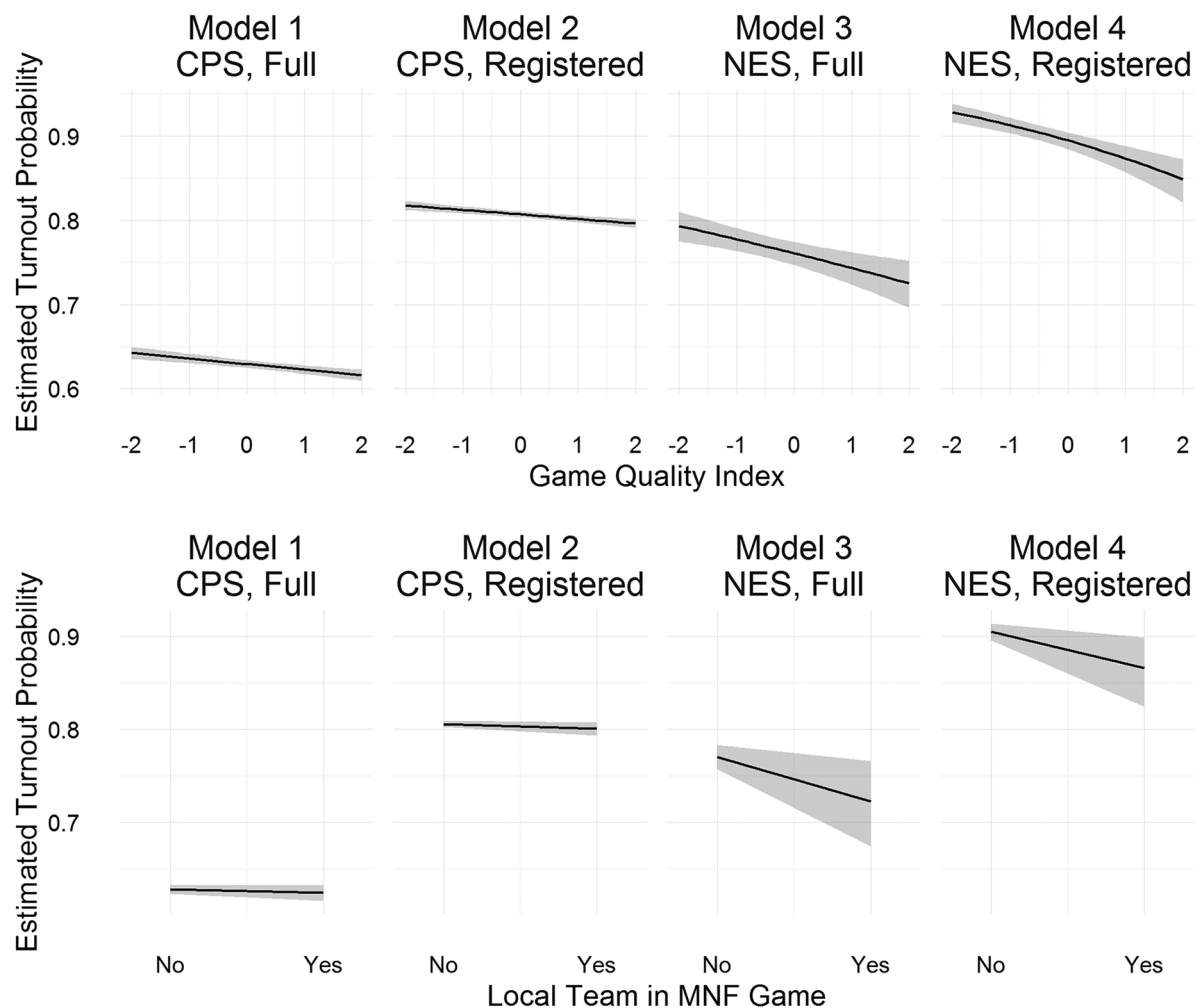 Model 1 Model 2 Model 3 Model 4
CPS, Full CPS, Registered NES, Full NES, Registered
Estimated Turnout Probability
0.9
0.8
0.7
0.6
-2 -1 0 1 2 -2 -1 0 1 2 -2 -1 0 1 2 -2 -1 0 1 2
Game Quality Index
Model 1 Model 2 Model 3 Model 4
CPS, Full CPS, Registered NES, Full NES, Registered
Estimated Turnout Probability
0.9
0.8
0.7
No Yes No Yes No Yes No Yes
Local Team in MNF Game